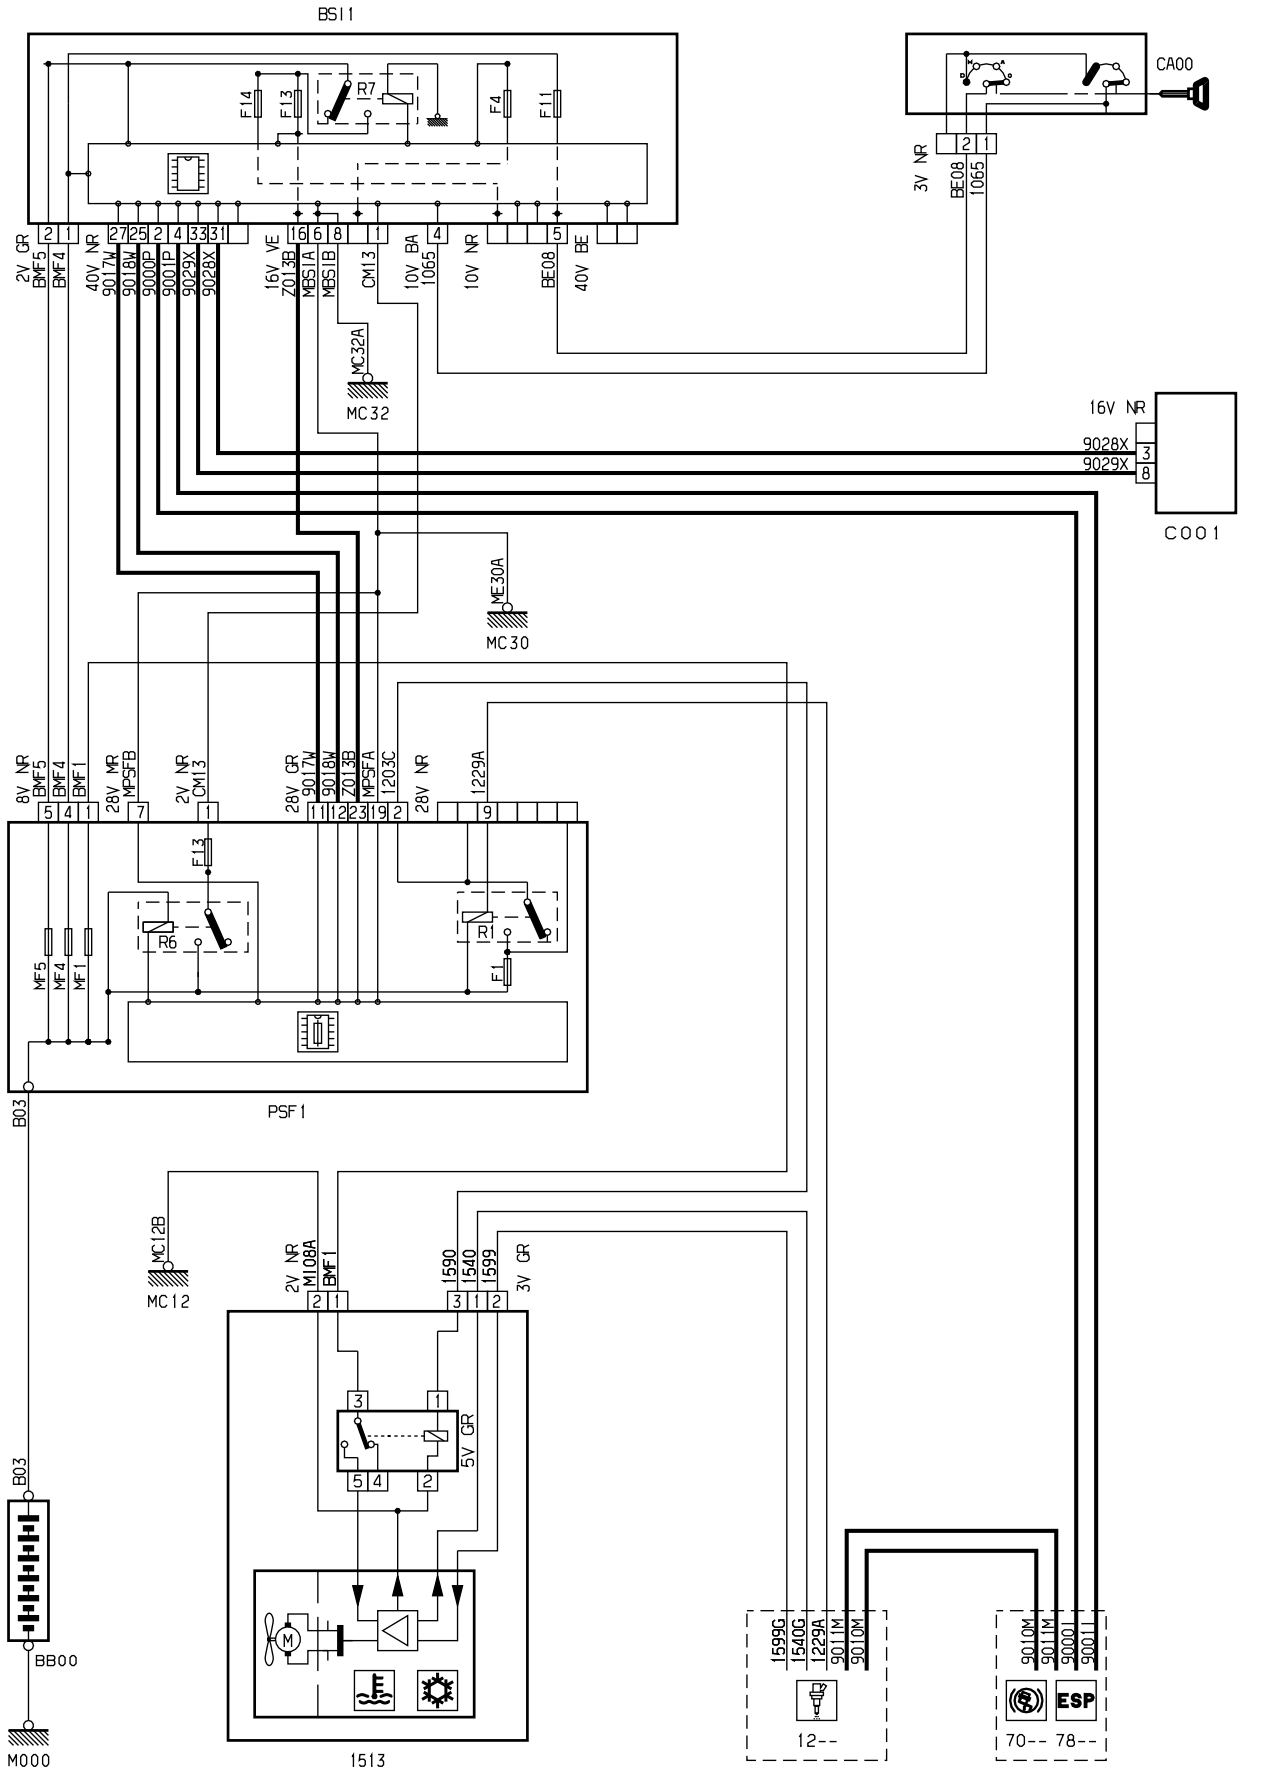 BSI1
CA00
D
M
A
O
F14
F13
R7
F4
F11
3V NR
2
1
BE08
1065
2
1
27
25
2
4
33
31
16
6
8
1
4
5
2V GR
BMF5
BMF4
40V NR
9017W
9018W
9000P
9001P
9029X
9028X
16V VE
Z013B
MBSIA
MBSIB
CM13
10V BA
1065
10V NR
BE08
40V BE
MC32A
MC32
16V NR
9028X
3
9029X
8
C001
ME30A
MC30
8V NR
BMF5
BMF4
BMF1
28V MR
MPSFB
2V NR
CM13
28V GR
9017W
9018W
Z013B
MPSFA
1203C
28V NR
1229A
5
4
1
7
1
11
12
23
19
2
9
F13
R6
R1
F1
MF5
MF4
MF1
PSF1
B03
MC12B
MC12
2V NR
MI08A
BMF1
1590
1540
1599
3V GR
2
1
3
1
2
3
1
5V GR
5
4
2
M
1513
B03
BB00
M000
1599G
1540G
1229A
9011M
9010M
12--
9010M
9011M
9000I
9001I
ESP
70--
78--